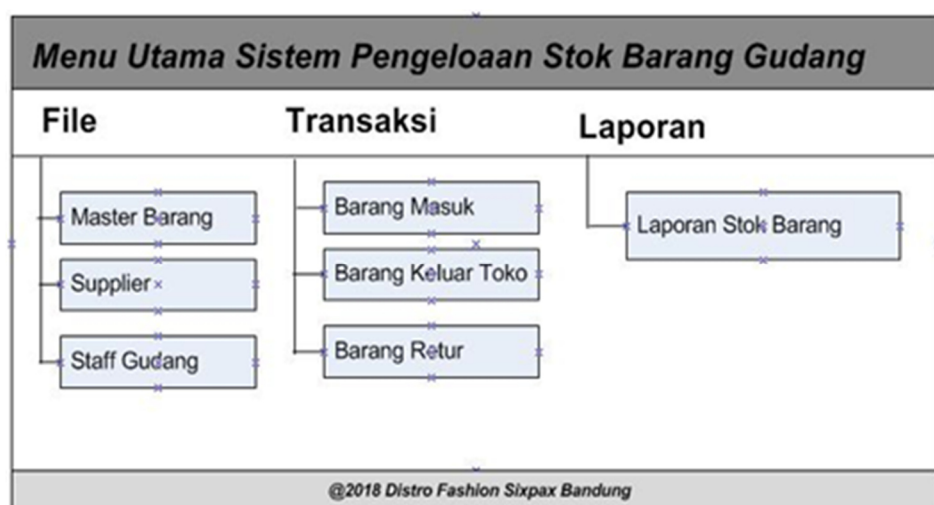 Menu Utama Sistem Pengeloaan Stok Barang Gudang
File
Transaksi
Laporan
Master Barang
Supplier
Staff Gudang
Barang Masuk
Barang Keluar Toko
Barang Retur
Laporan Stok Barang
@2018 Distro Fashion Sixpax Bandung